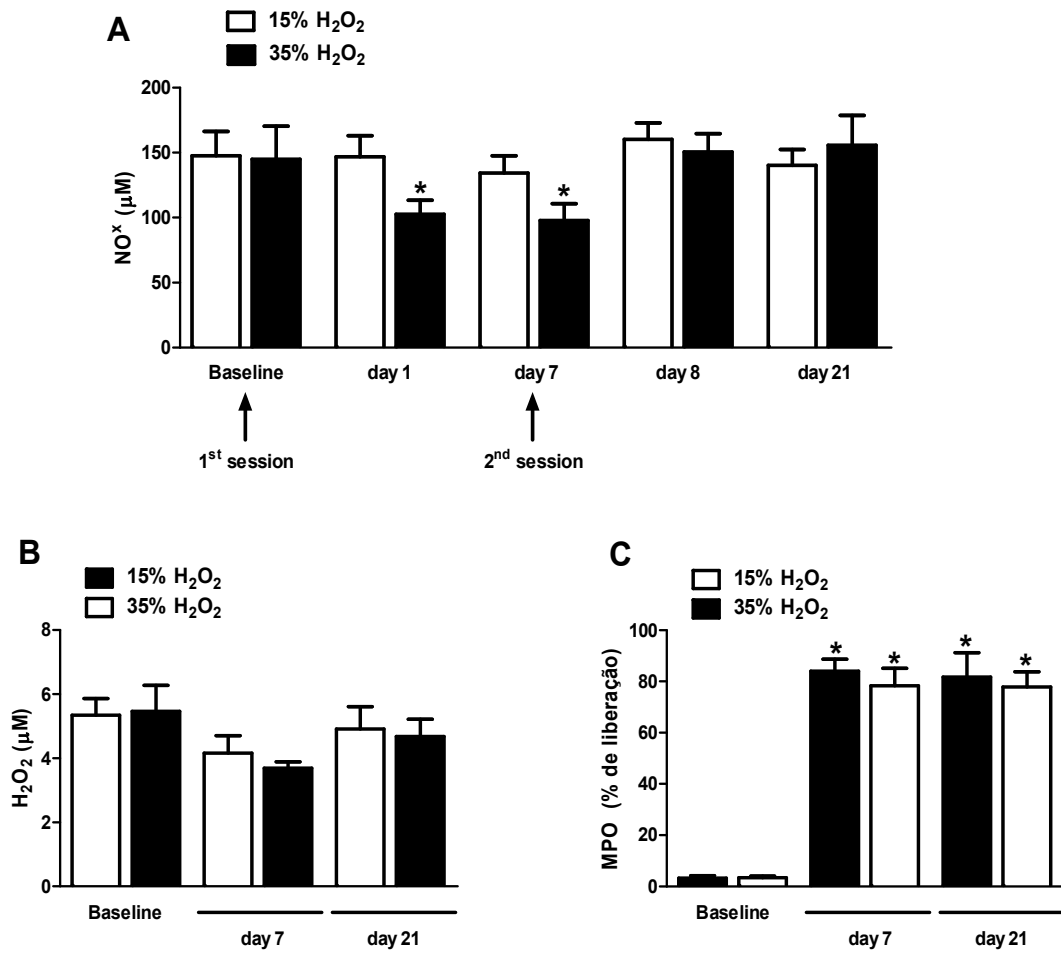 A
15% H₂O₂
35% H₂O₂
NOˣ (μM)
200
150
100
50
0
*
*
Baseline
day 1
day 7
day 8
day 21
1ˢᵗ session
2ⁿᵈ session
B
15% H₂O₂
35% H₂O₂
H₂O₂ (μM)
8
6
4
2
0
Baseline
day 7
day 21
C
15% H₂O₂
35% H₂O₂
MPO (% de liberação)
100
80
60
40
20
0
*
*
*
*
Baseline
day 7
day 21